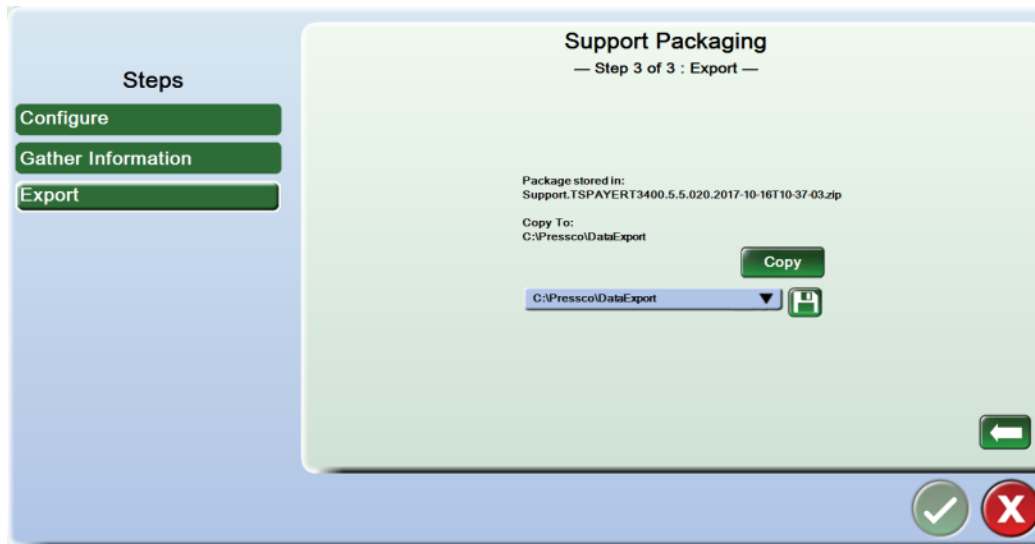 Steps
Configure
Gather Information
Export
Support Packaging
— Step 3 of 3 : Export —
Package stored in:
Support.TSPAYERT3400.5.5.020.2017-10-16T10-37-03.zip
Copy To:
C:\Pressco\DataExport
Copy
C:\Pressco\DataExport